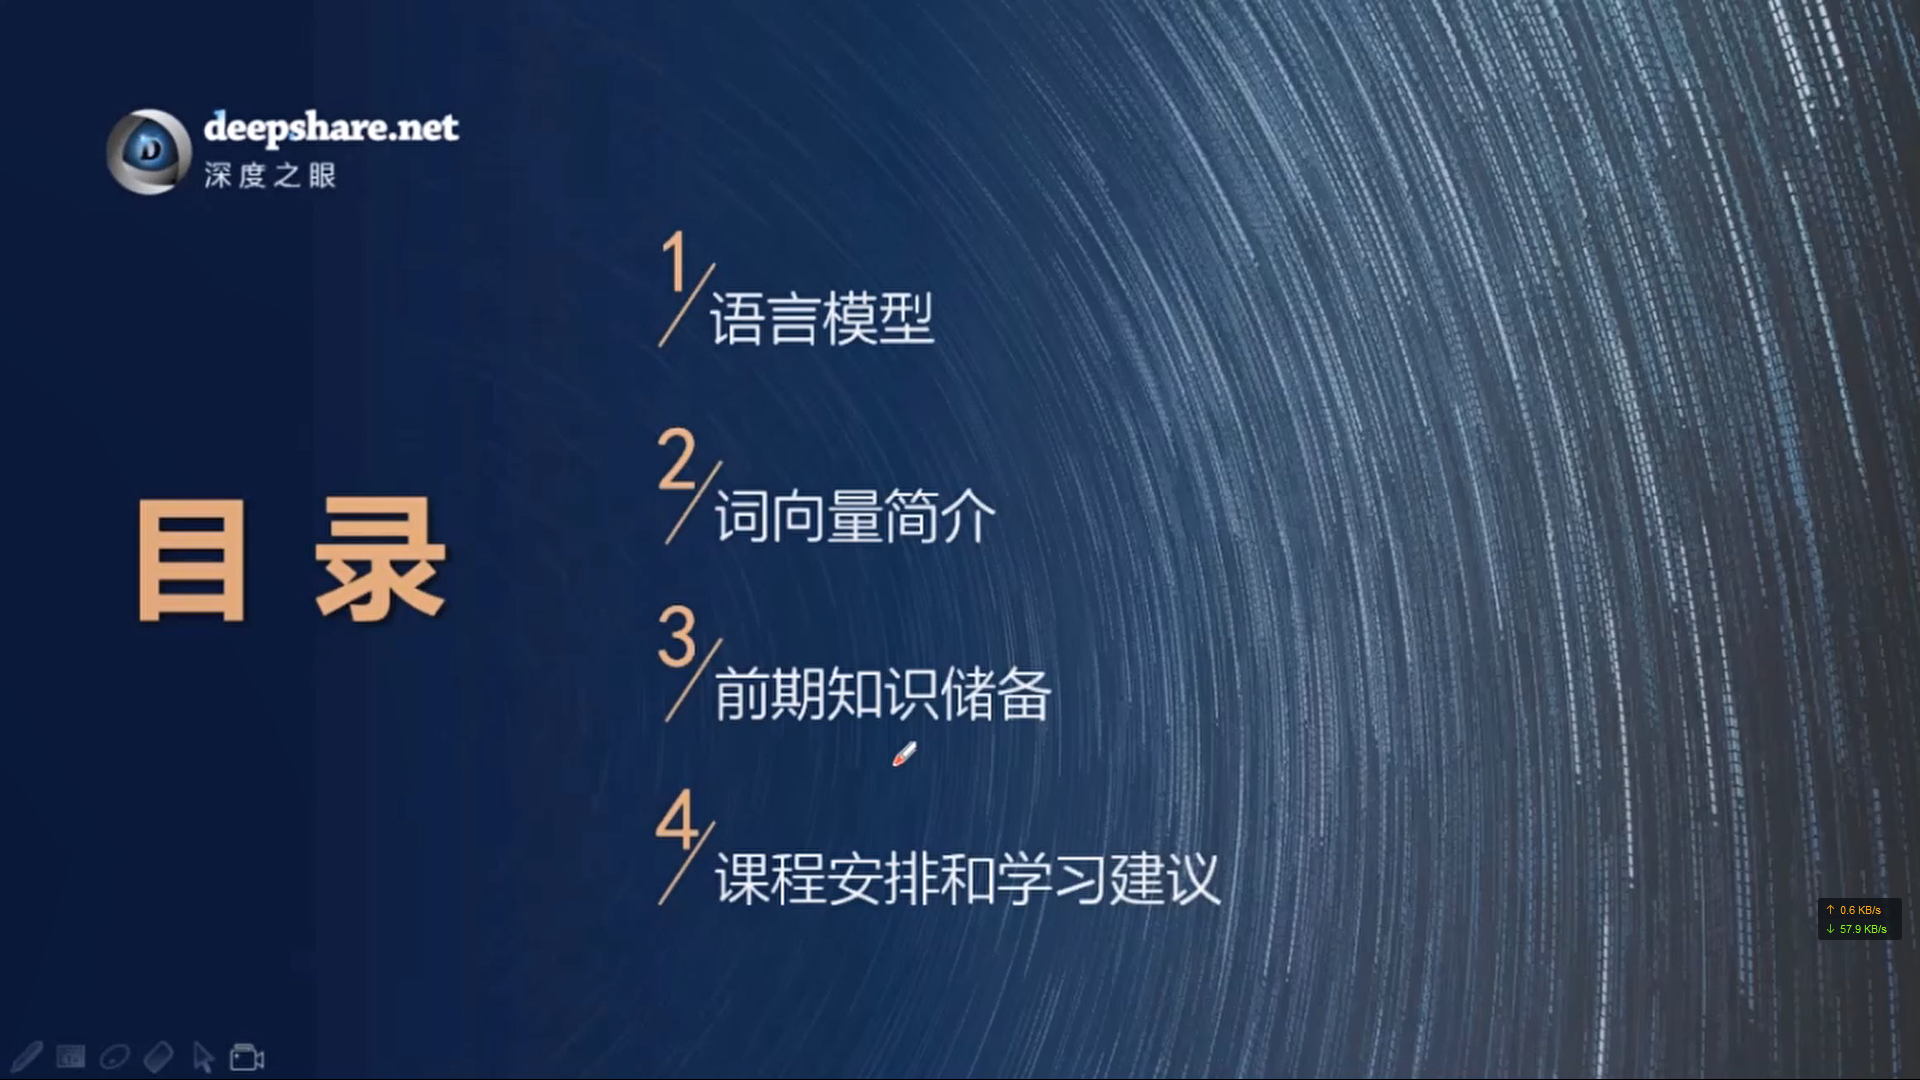 deepshare.net
深度之眼
目录
1
语言模型
2
词向量简介
3
前期知识储备
4
课程安排和学习建议
↑ 0.6 KB/s
↓ 57.9 KB/s